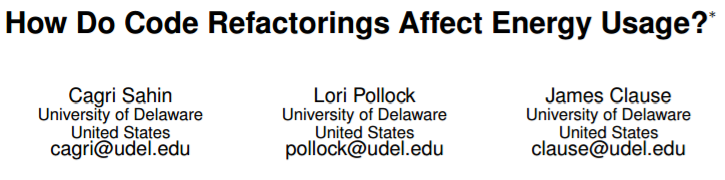 How Do Code Refactorings Affect Energy Usage?*
Cagri Sahin
University of Delaware
United States
cagri@udel.edu
Lori Pollock
University of Delaware
United States
pollock@udel.edu
James Clause
University of Delaware
United States
clause@udel.edu